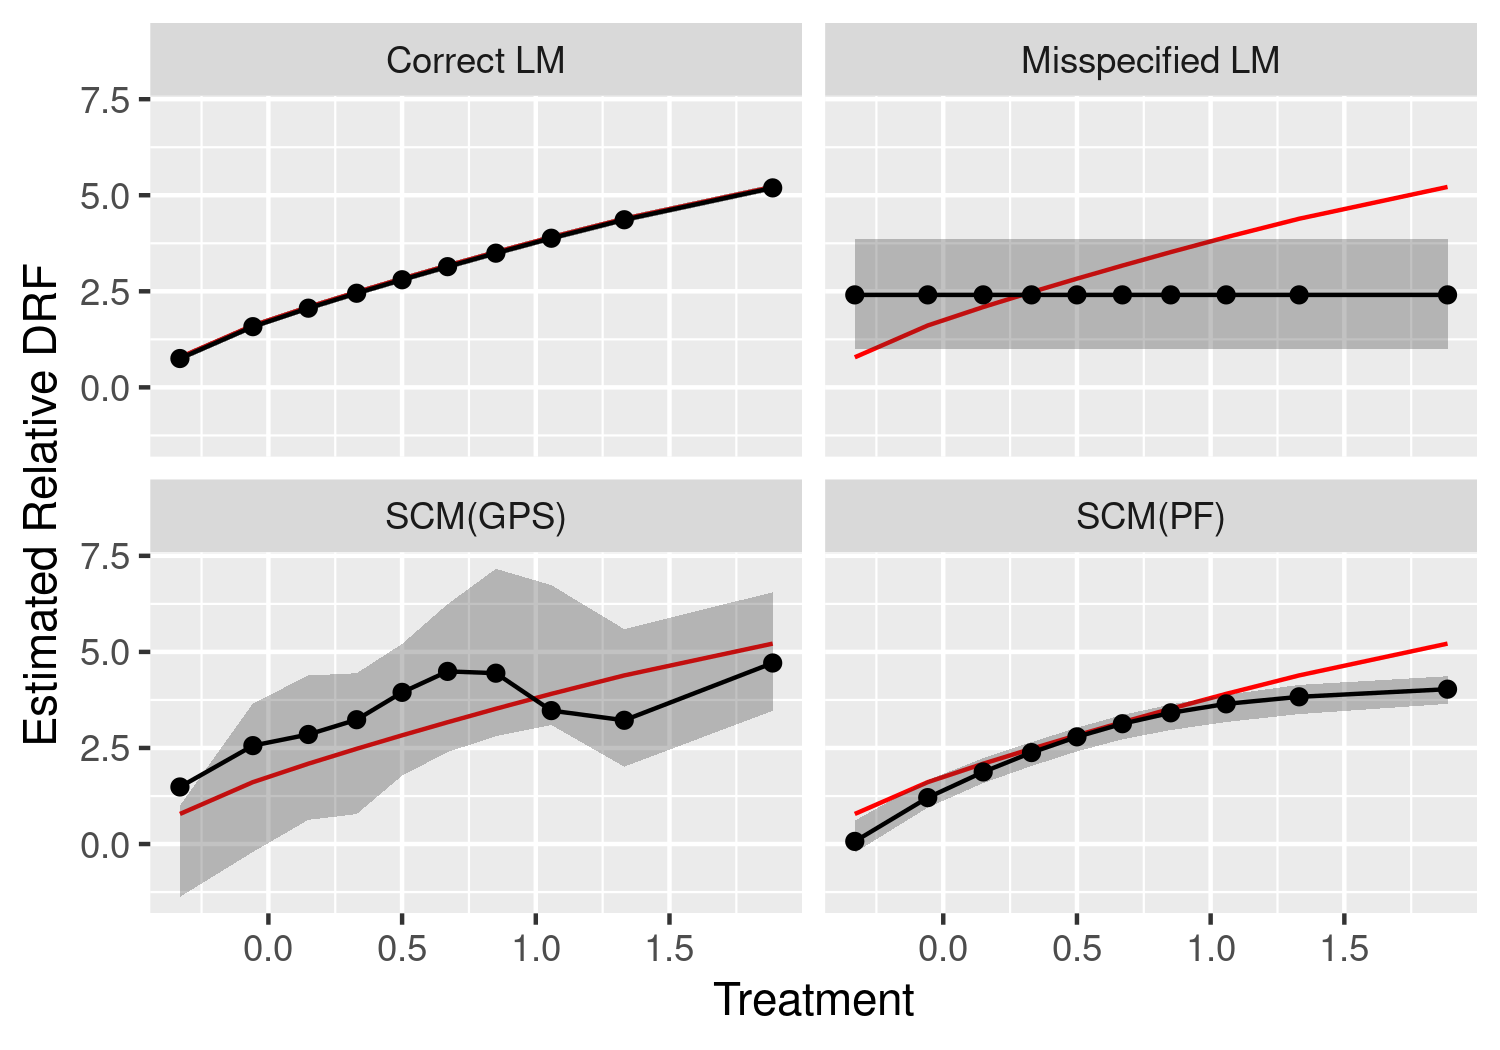 Correct LM
Misspecified LM
7.5
5.0
2.5
0.0
SCM(GPS)
SCM(PF)
7.5
5.0
2.5
0.0
0.0 0.5 1.0 1.5
0.0 0.5 1.0 1.5
Treatment
Estimated Relative DRF